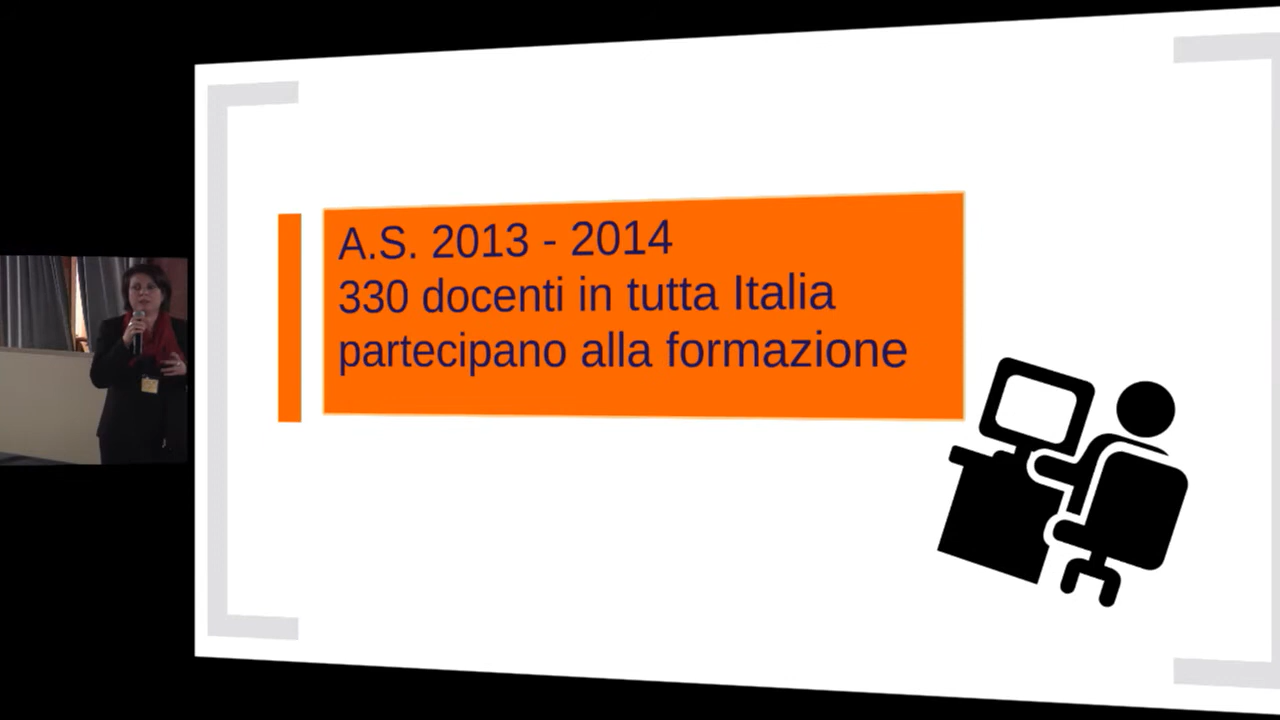 A.S. 2013 - 2014
330 docenti in tutta Italia
partecipano alla formazione